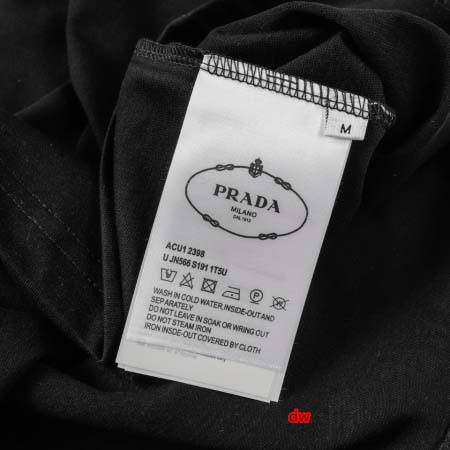 M
PRADA
MILANO
DAL 1913
ACU1 2398
U JN566 S191 1T5U
WASH IN COLD WATER, INSIDE-OUT AND
SEPARATELY
DO NOT LEAVE IN SOAK OR WRING OUT
DO NOT STEAM IRON
IRON INSDE-OUT COVERED BY CLOTH
dw